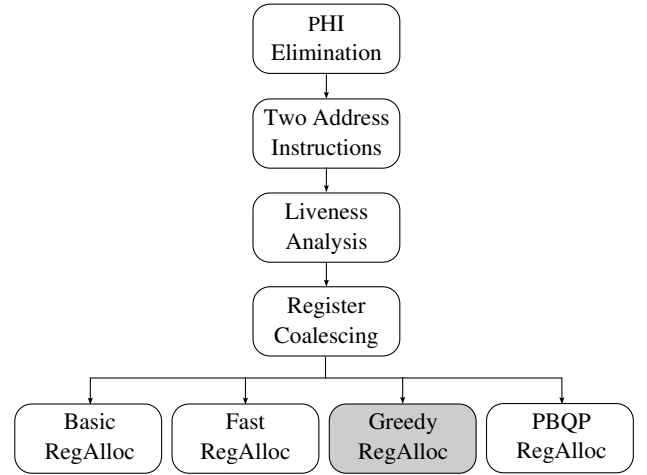 PHI
Elimination
Two Address
Instructions
Liveness
Analysis
Register
Coalescing
Basic
RegAlloc
Fast
RegAlloc
Greedy
RegAlloc
PBQP
RegAlloc